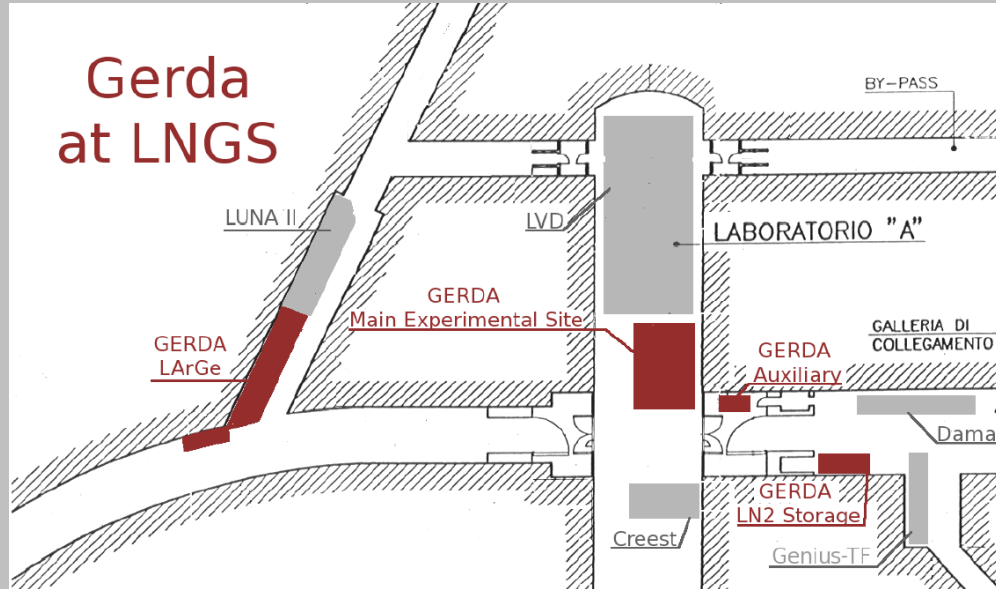 Gerda
at LNGS
BY-PASS
LUNA II
LVD
LABORATORIO "A"
GERDA
Main Experimental Site
GALLERIA DI
COLLEGAMENTO
GERDA
LArGe
GERDA
Auxiliary
Dama
GERDA
LN2 Storage
Creest
Genius-TF